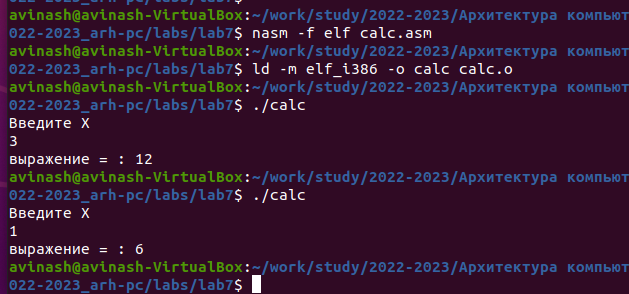 avinash@avinash-VirtualBox:~/work/study/2022-2023/Архитектура компьют
022-2023_arh-pc/labs/lab7$ nasm -f elf calc.asm
avinash@avinash-VirtualBox:~/work/study/2022-2023/Архитектура компьют
022-2023_arh-pc/labs/lab7$ ld -m elf_i386 -o calc calc.o
avinash@avinash-VirtualBox:~/work/study/2022-2023/Архитектура компьют
022-2023_arh-pc/labs/lab7$ ./calc
Введите X
3
выражение = : 12
avinash@avinash-VirtualBox:~/work/study/2022-2023/Архитектура компьют
022-2023_arh-pc/labs/lab7$ ./calc
Введите X
1
выражение = : 6
avinash@avinash-VirtualBox:~/work/study/2022-2023/Архитектура компьют
022-2023_arh-pc/labs/lab7$